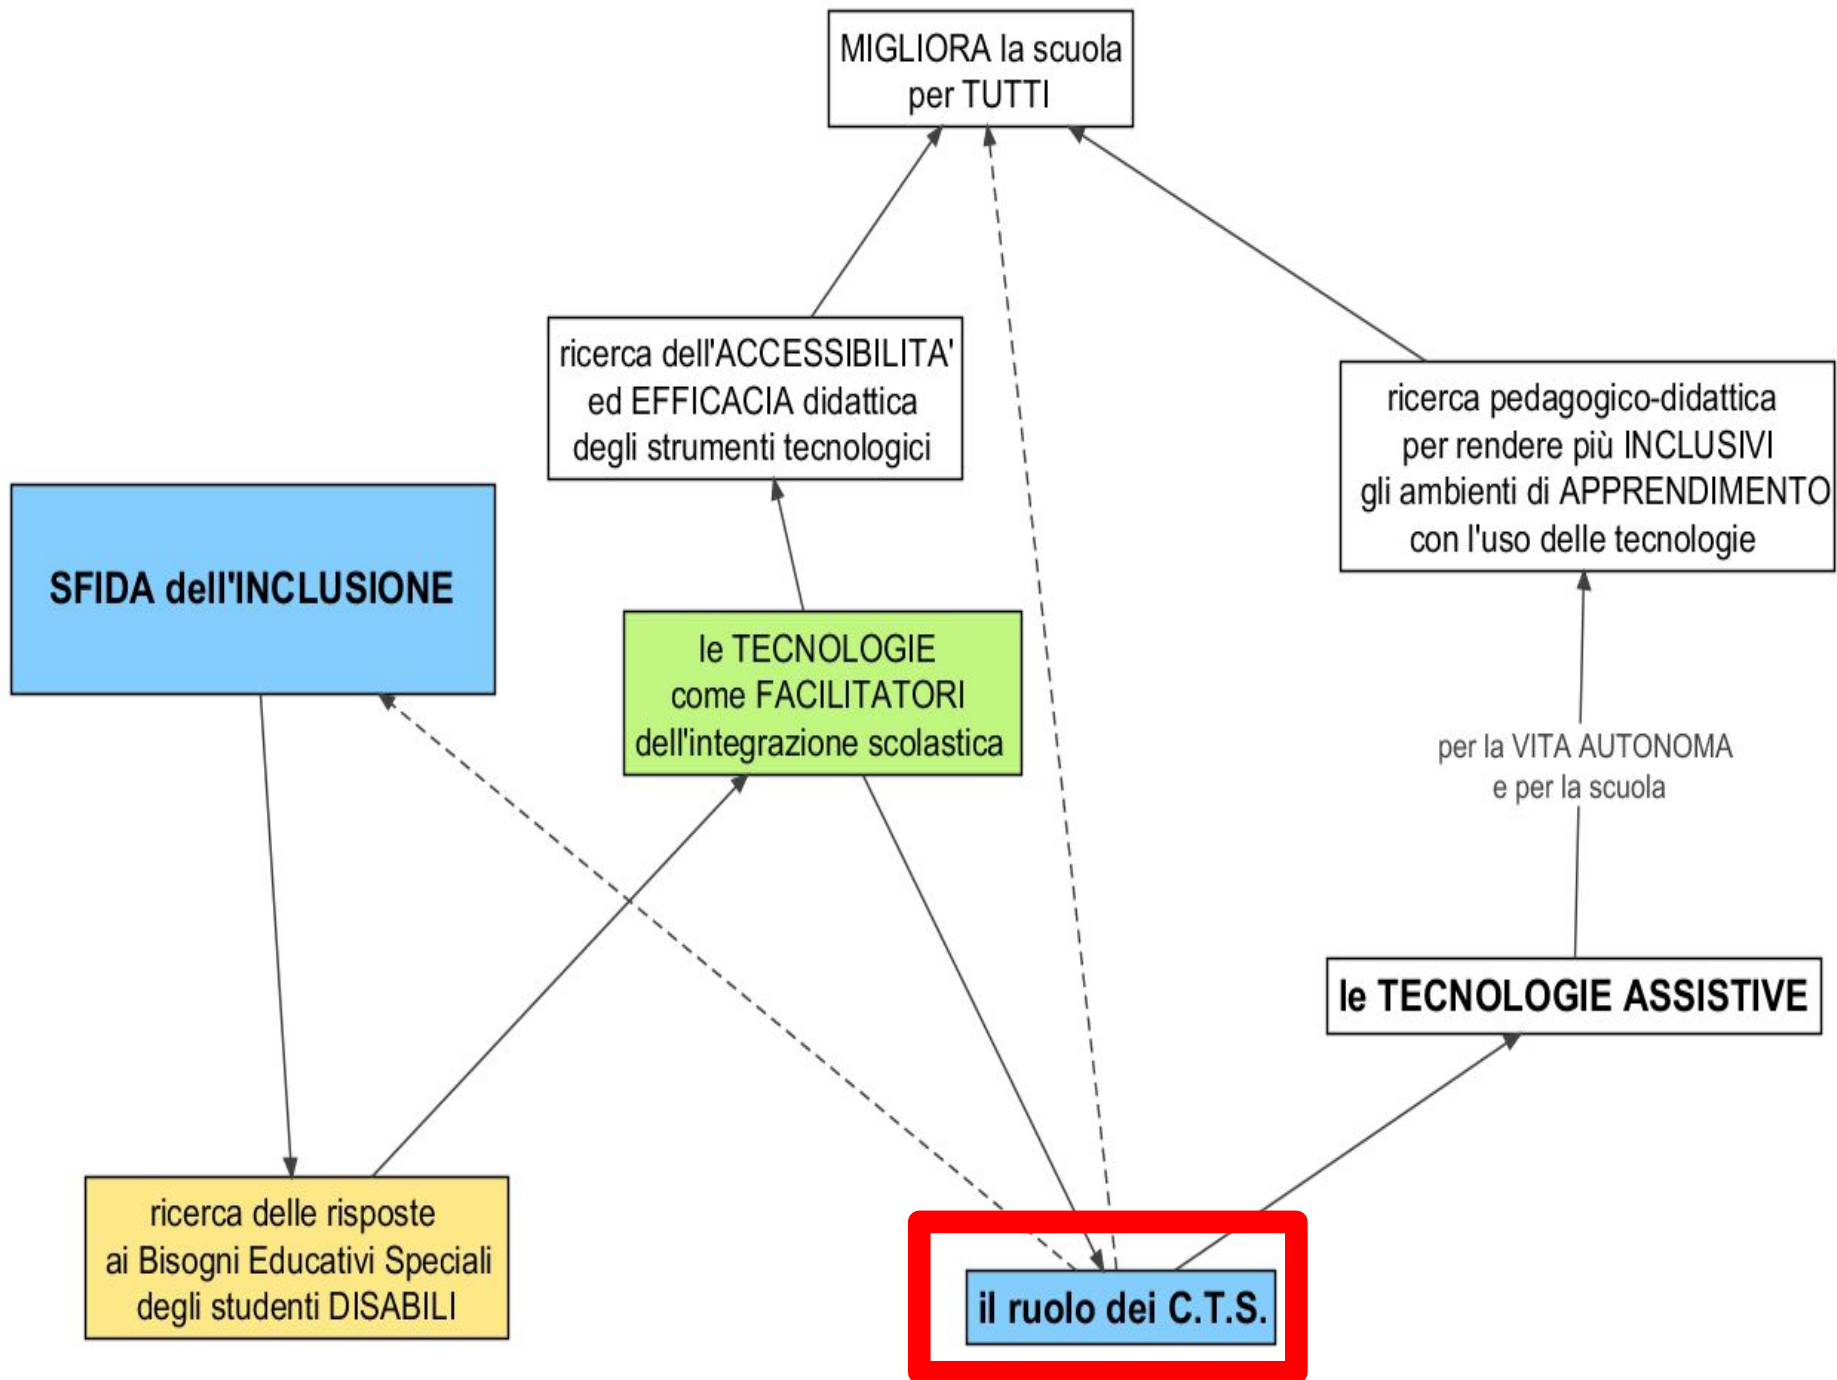 MIGLIORA la scuola
per TUTTI
ricerca dell'ACCESSIBILITA'
ed EFFICACIA didattica
degli strumenti tecnologici
ricerca pedagogico-didattica
per rendere più INCLUSIVI
gli ambienti di APPRENDIMENTO
con l'uso delle tecnologie
SFIDA dell'INCLUSIONE
le TECNOLOGIE
come FACILITATORI
dell'integrazione scolastica
per la VITA AUTONOMA
e per la scuola
le TECNOLOGIE ASSISTIVE
ricerca delle risposte
ai Bisogni Educativi Speciali
degli studenti DISABILI
il ruolo dei C.T.S.